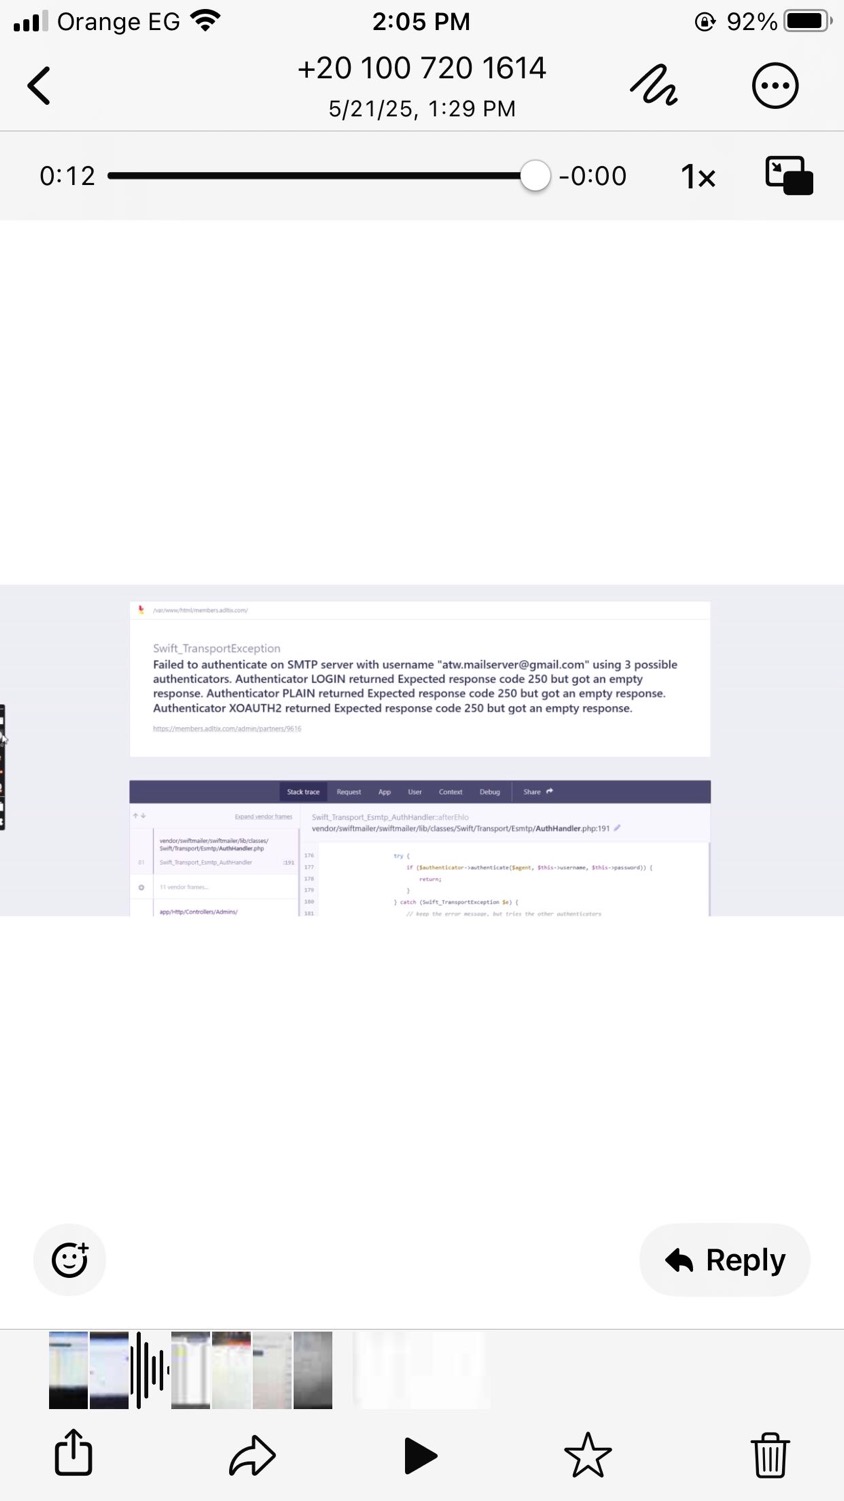 Orange EG
2:05 PM
92%
+20 100 720 1614
5/21/25, 1:29 PM
0:12
-0:00
1×
/var/www/html/members.adltix.com/
Swift_TransportException
Failed to authenticate on SMTP server with username "atw.mailserver@gmail.com" using 3 possible
authenticators. Authenticator LOGIN returned Expected response code 250 but got an empty
response. Authenticator PLAIN returned Expected response code 250 but got an empty response.
Authenticator XOAUTH2 returned Expected response code 250 but got an empty response.
https://members.adltix.com/admin/partners/9616
Stack trace Request App User Context Debug Share
Expand vendor frames
Swift_Transport_Esmtp_AuthHandler::afterEhlo
vendor/swiftmailer/swiftmailer/lib/classes/Swift/Transport/Esmtp/AuthHandler.php:191
vendor/swiftmailer/swiftmailer/lib/classes/
Swift/Transport/Esmtp/AuthHandler.php
Swift_Transport_Esmtp_AuthHandler :191
11 vendor frames...
app/Http/Controllers/Admins/
176 try {
177 if ($authenticator->authenticate($agent, $this->username, $this->password)) {
178 return;
179 }
180 } catch (Swift_TransportException $e) {
181 // keep the error message, but tries the other authenticators
Reply